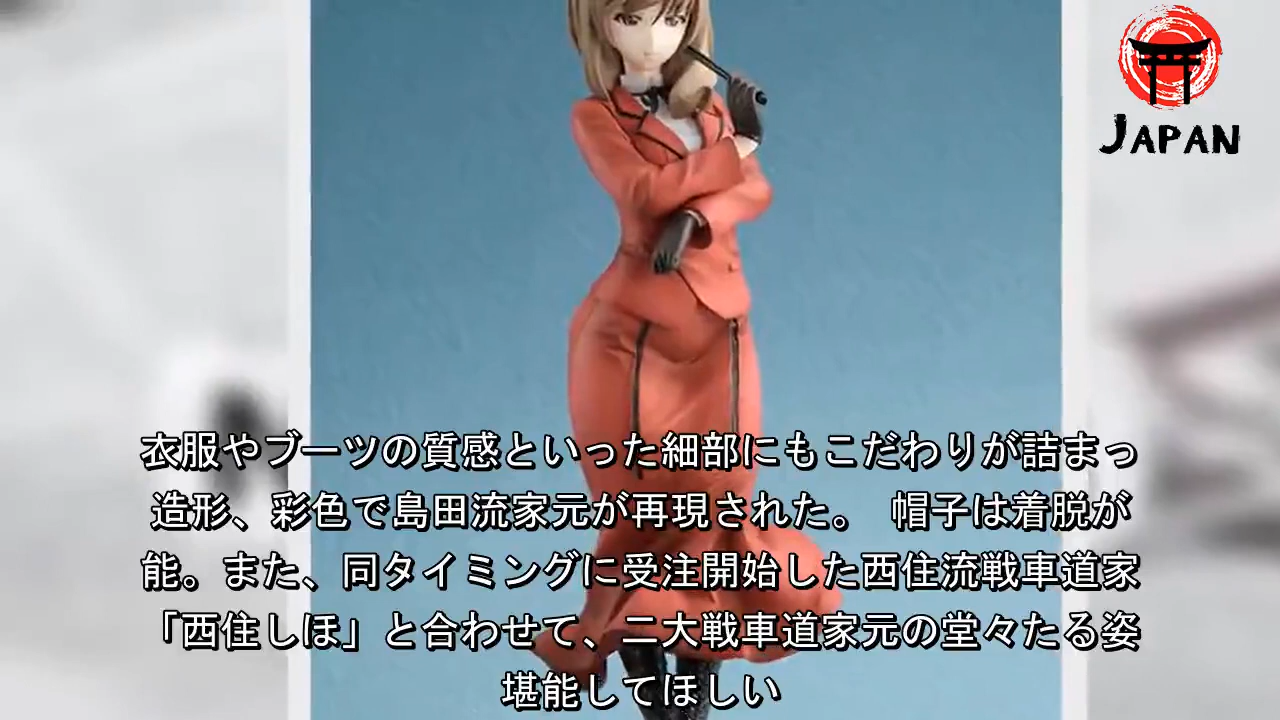 JAPAN
衣服やブーツの質感といった細部にもこだわりが詰まっ
造形、彩色で島田流家元が再現された。 帽子は着脱が
能。また、同タイミングに受注開始した西住流戦車道家
「西住しほ」と合わせて、二大戦車道家元の堂々たる姿
堪能してほしい